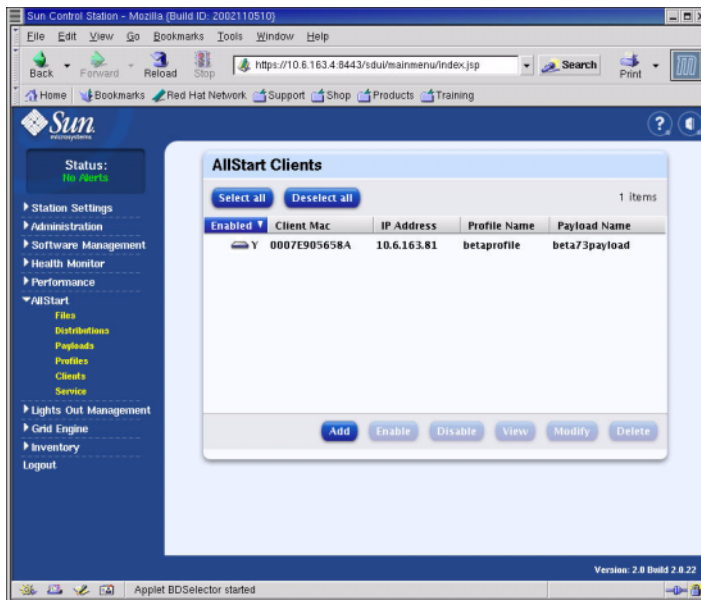 Sun Control Station - Mozilla {Build ID: 2002110510}
File Edit View Go Bookmarks Tools Window Help
Back Forward Reload Stop https://10.6.163.4:8443/sdui/mainmenu/index.jsp Search Print
Home Bookmarks Red Hat Network Support Shop Products Training
Sun
microsystems
?
Status:
No Alerts
Station Settings
Administration
Software Management
Health Monitor
Performance
AllStart
Files
Distributions
Payloads
Profiles
Clients
Service
Lights Out Management
Grid Engine
Inventory
Logout
AllStart Clients
Select all Deselect all 1 items
Enabled Client Mac IP Address Profile Name Payload Name
Y 0007E905658A 10.6.163.81 betaprofile beta73payload
Add Enable Disable View Modify Delete
Version: 2.0 Build 2.0.22
Applet BDSelector started